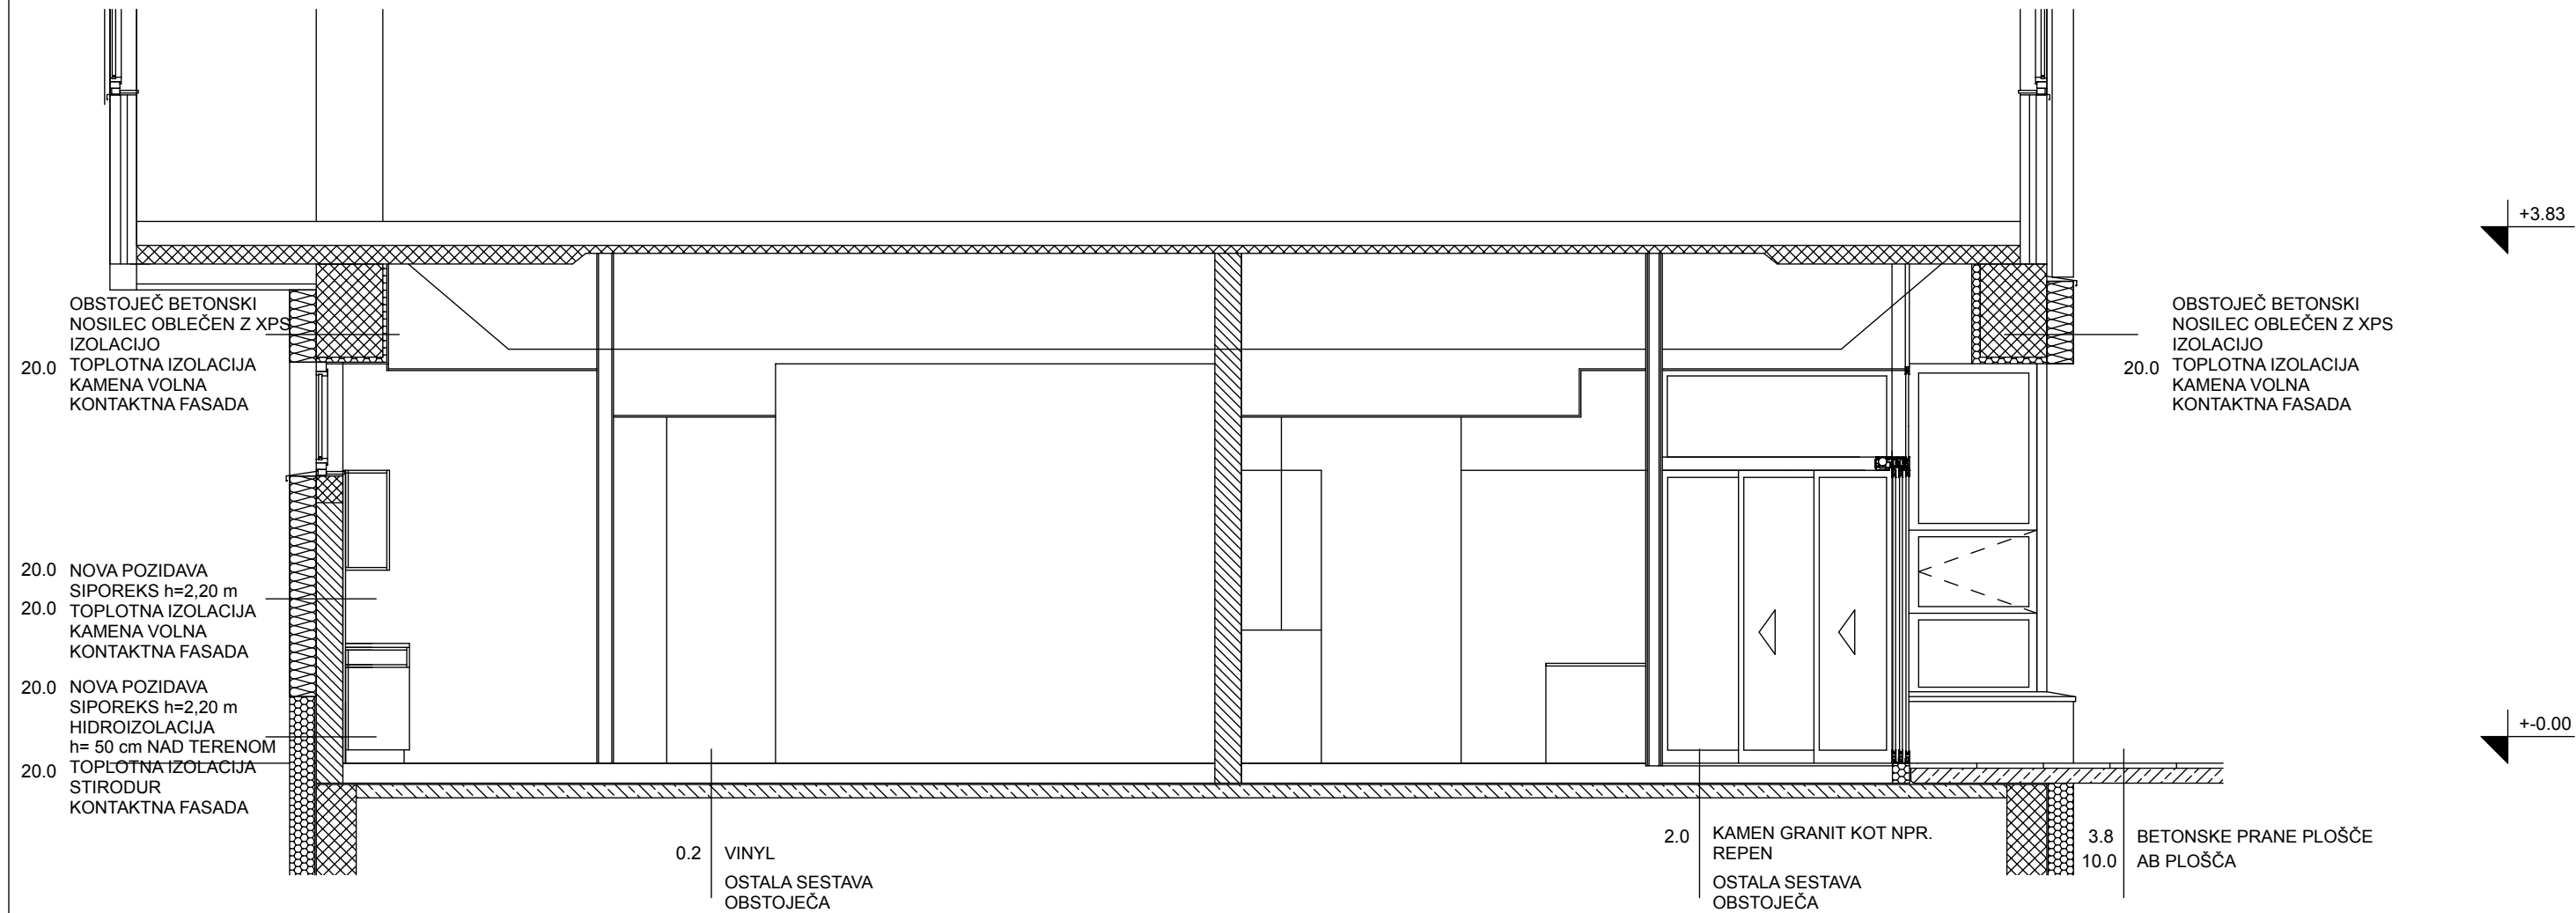 +3.83
OBSTOJEČ BETONSKI
NOSILEC OBLEČEN Z XPS
IZOLACIJO
20.0 TOPLOTNA IZOLACIJA
KAMENA VOLNA
KONTAKTNA FASADA
OBSTOJEČ BETONSKI
NOSILEC OBLEČEN Z XPS
IZOLACIJO
20.0 TOPLOTNA IZOLACIJA
KAMENA VOLNA
KONTAKTNA FASADA
20.0 NOVA POZIDAVA
SIPOREKS h=2,20 m
20.0 TOPLOTNA IZOLACIJA
KAMENA VOLNA
KONTAKTNA FASADA
20.0 NOVA POZIDAVA
SIPOREKS h=2,20 m
HIDROIZOLACIJA
h= 50 cm NAD TERENOM
20.0 TOPLOTNA IZOLACIJA
STIRODUR
KONTAKTNA FASADA
+-0.00
0.2 VINYL
OSTALA SESTAVA
OBSTOJEČA
2.0 KAMEN GRANIT KOT NPR.
REPEN
OSTALA SESTAVA
OBSTOJEČA
3.8 BETONSKE PRANE PLOŠČE
10.0 AB PLOŠČA